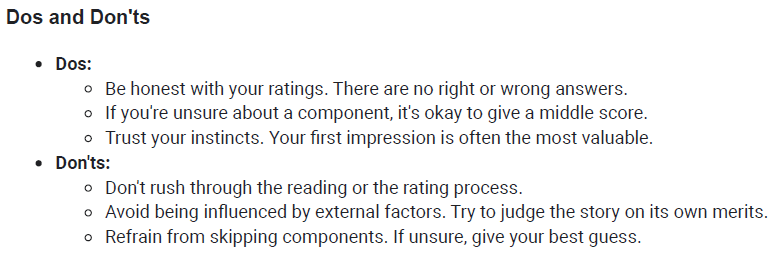 Dos and Don'ts
Dos:
Be honest with your ratings. There are no right or wrong answers.
If you're unsure about a component, it's okay to give a middle score.
Trust your instincts. Your first impression is often the most valuable.
Don'ts:
Don't rush through the reading or the rating process.
Avoid being influenced by external factors. Try to judge the story on its own merits.
Refrain from skipping components. If unsure, give your best guess.